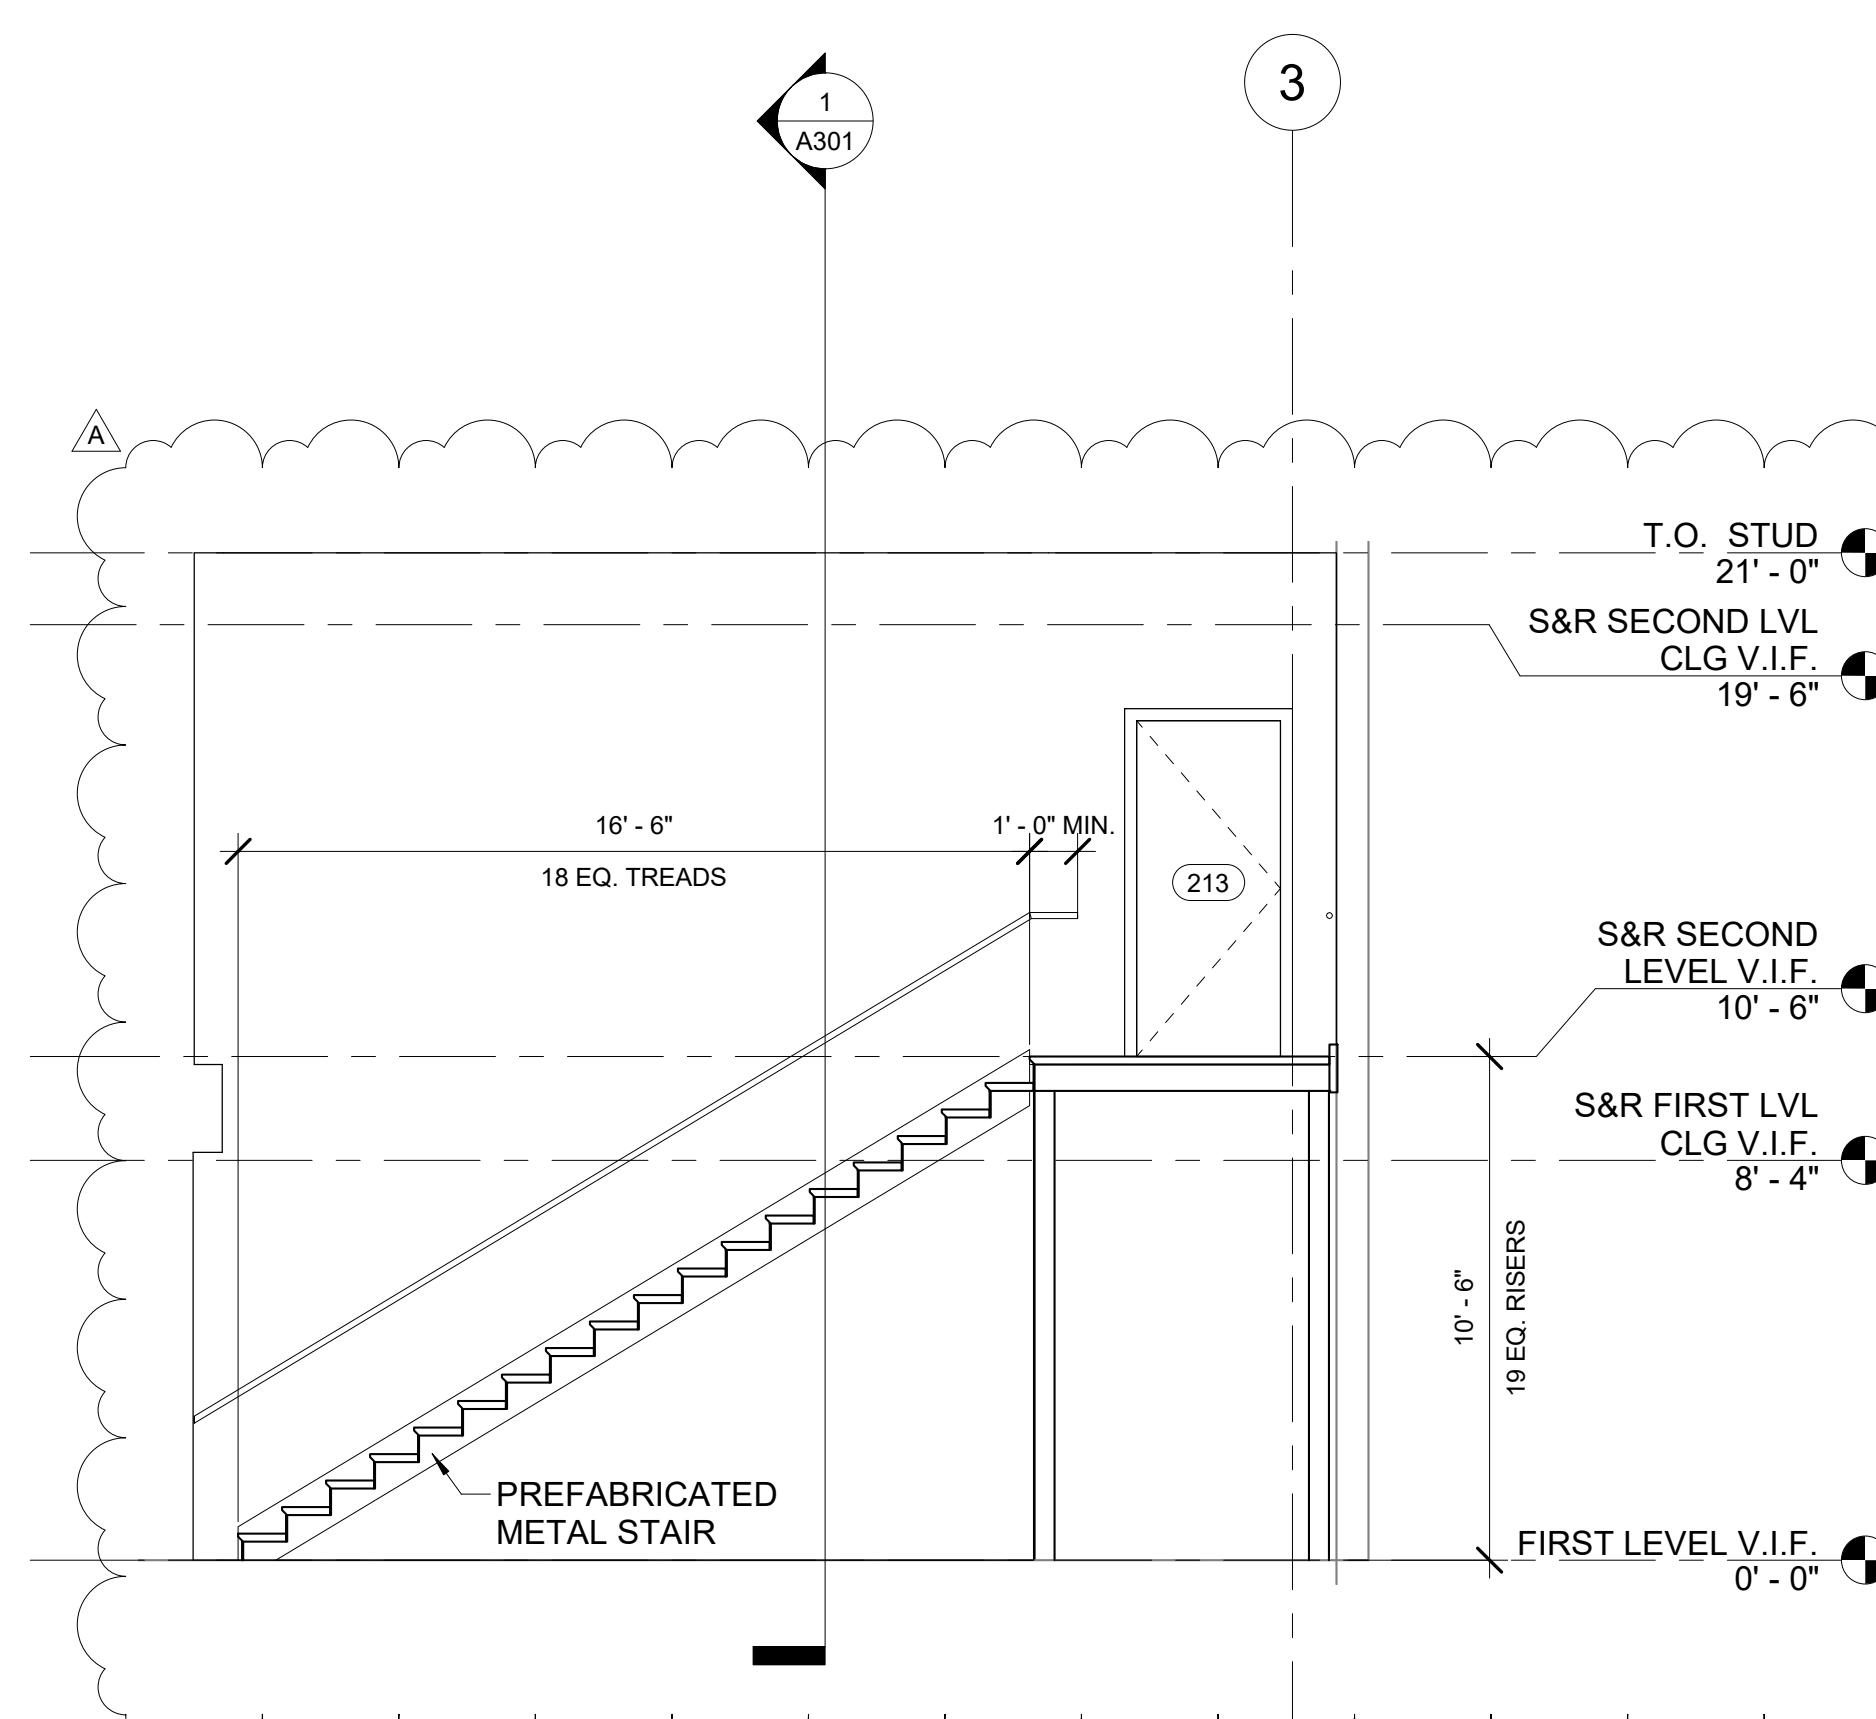 1
A301
3
A
T.O. STUD
21' - 0"
S&R SECOND LVL
CLG V.I.F.
19' - 6"
16' - 6"
1' - 0" MIN.
18 EQ. TREADS
213
S&R SECOND
LEVEL V.I.F.
10' - 6"
S&R FIRST LVL
CLG V.I.F.
8' - 4"
10' - 6"
19 EQ. RISERS
PREFABRICATED
METAL STAIR
FIRST LEVEL V.I.F.
0' - 0"